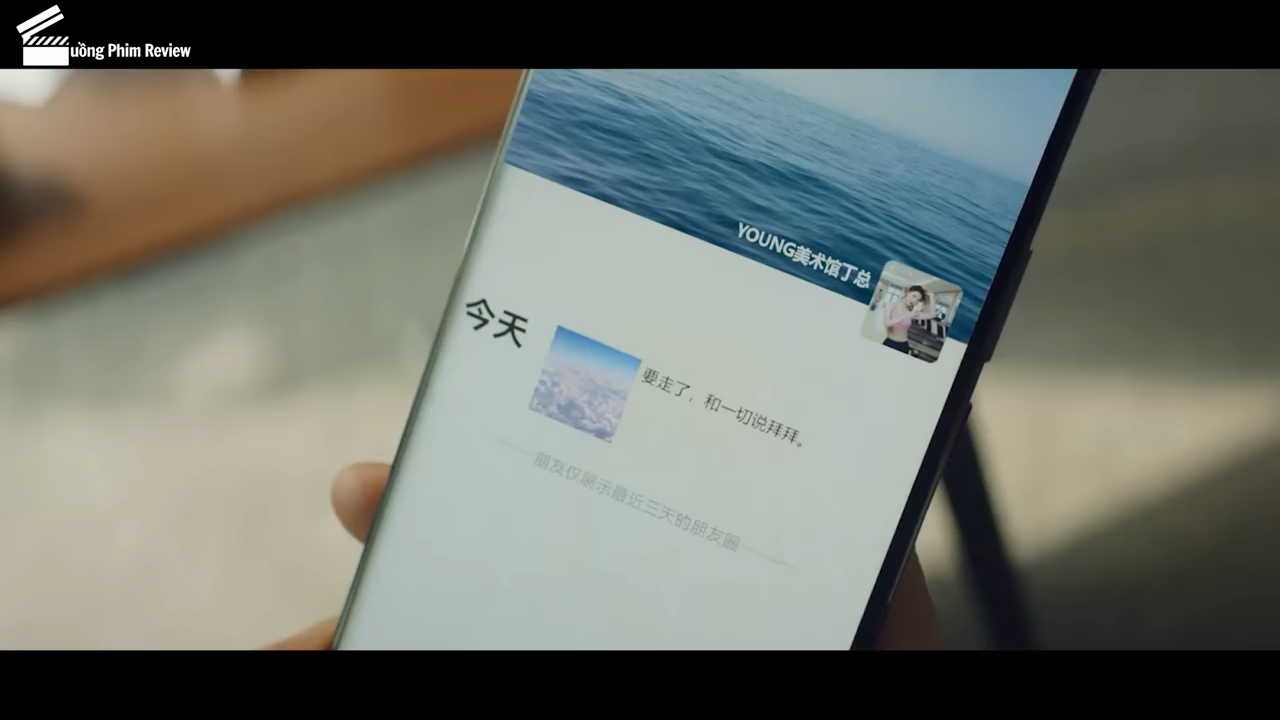 uồng Phim Review
YOUNG美术馆丁总
今天
要走了，和一切说拜拜。
朋友仅展示最近三天的朋友圈